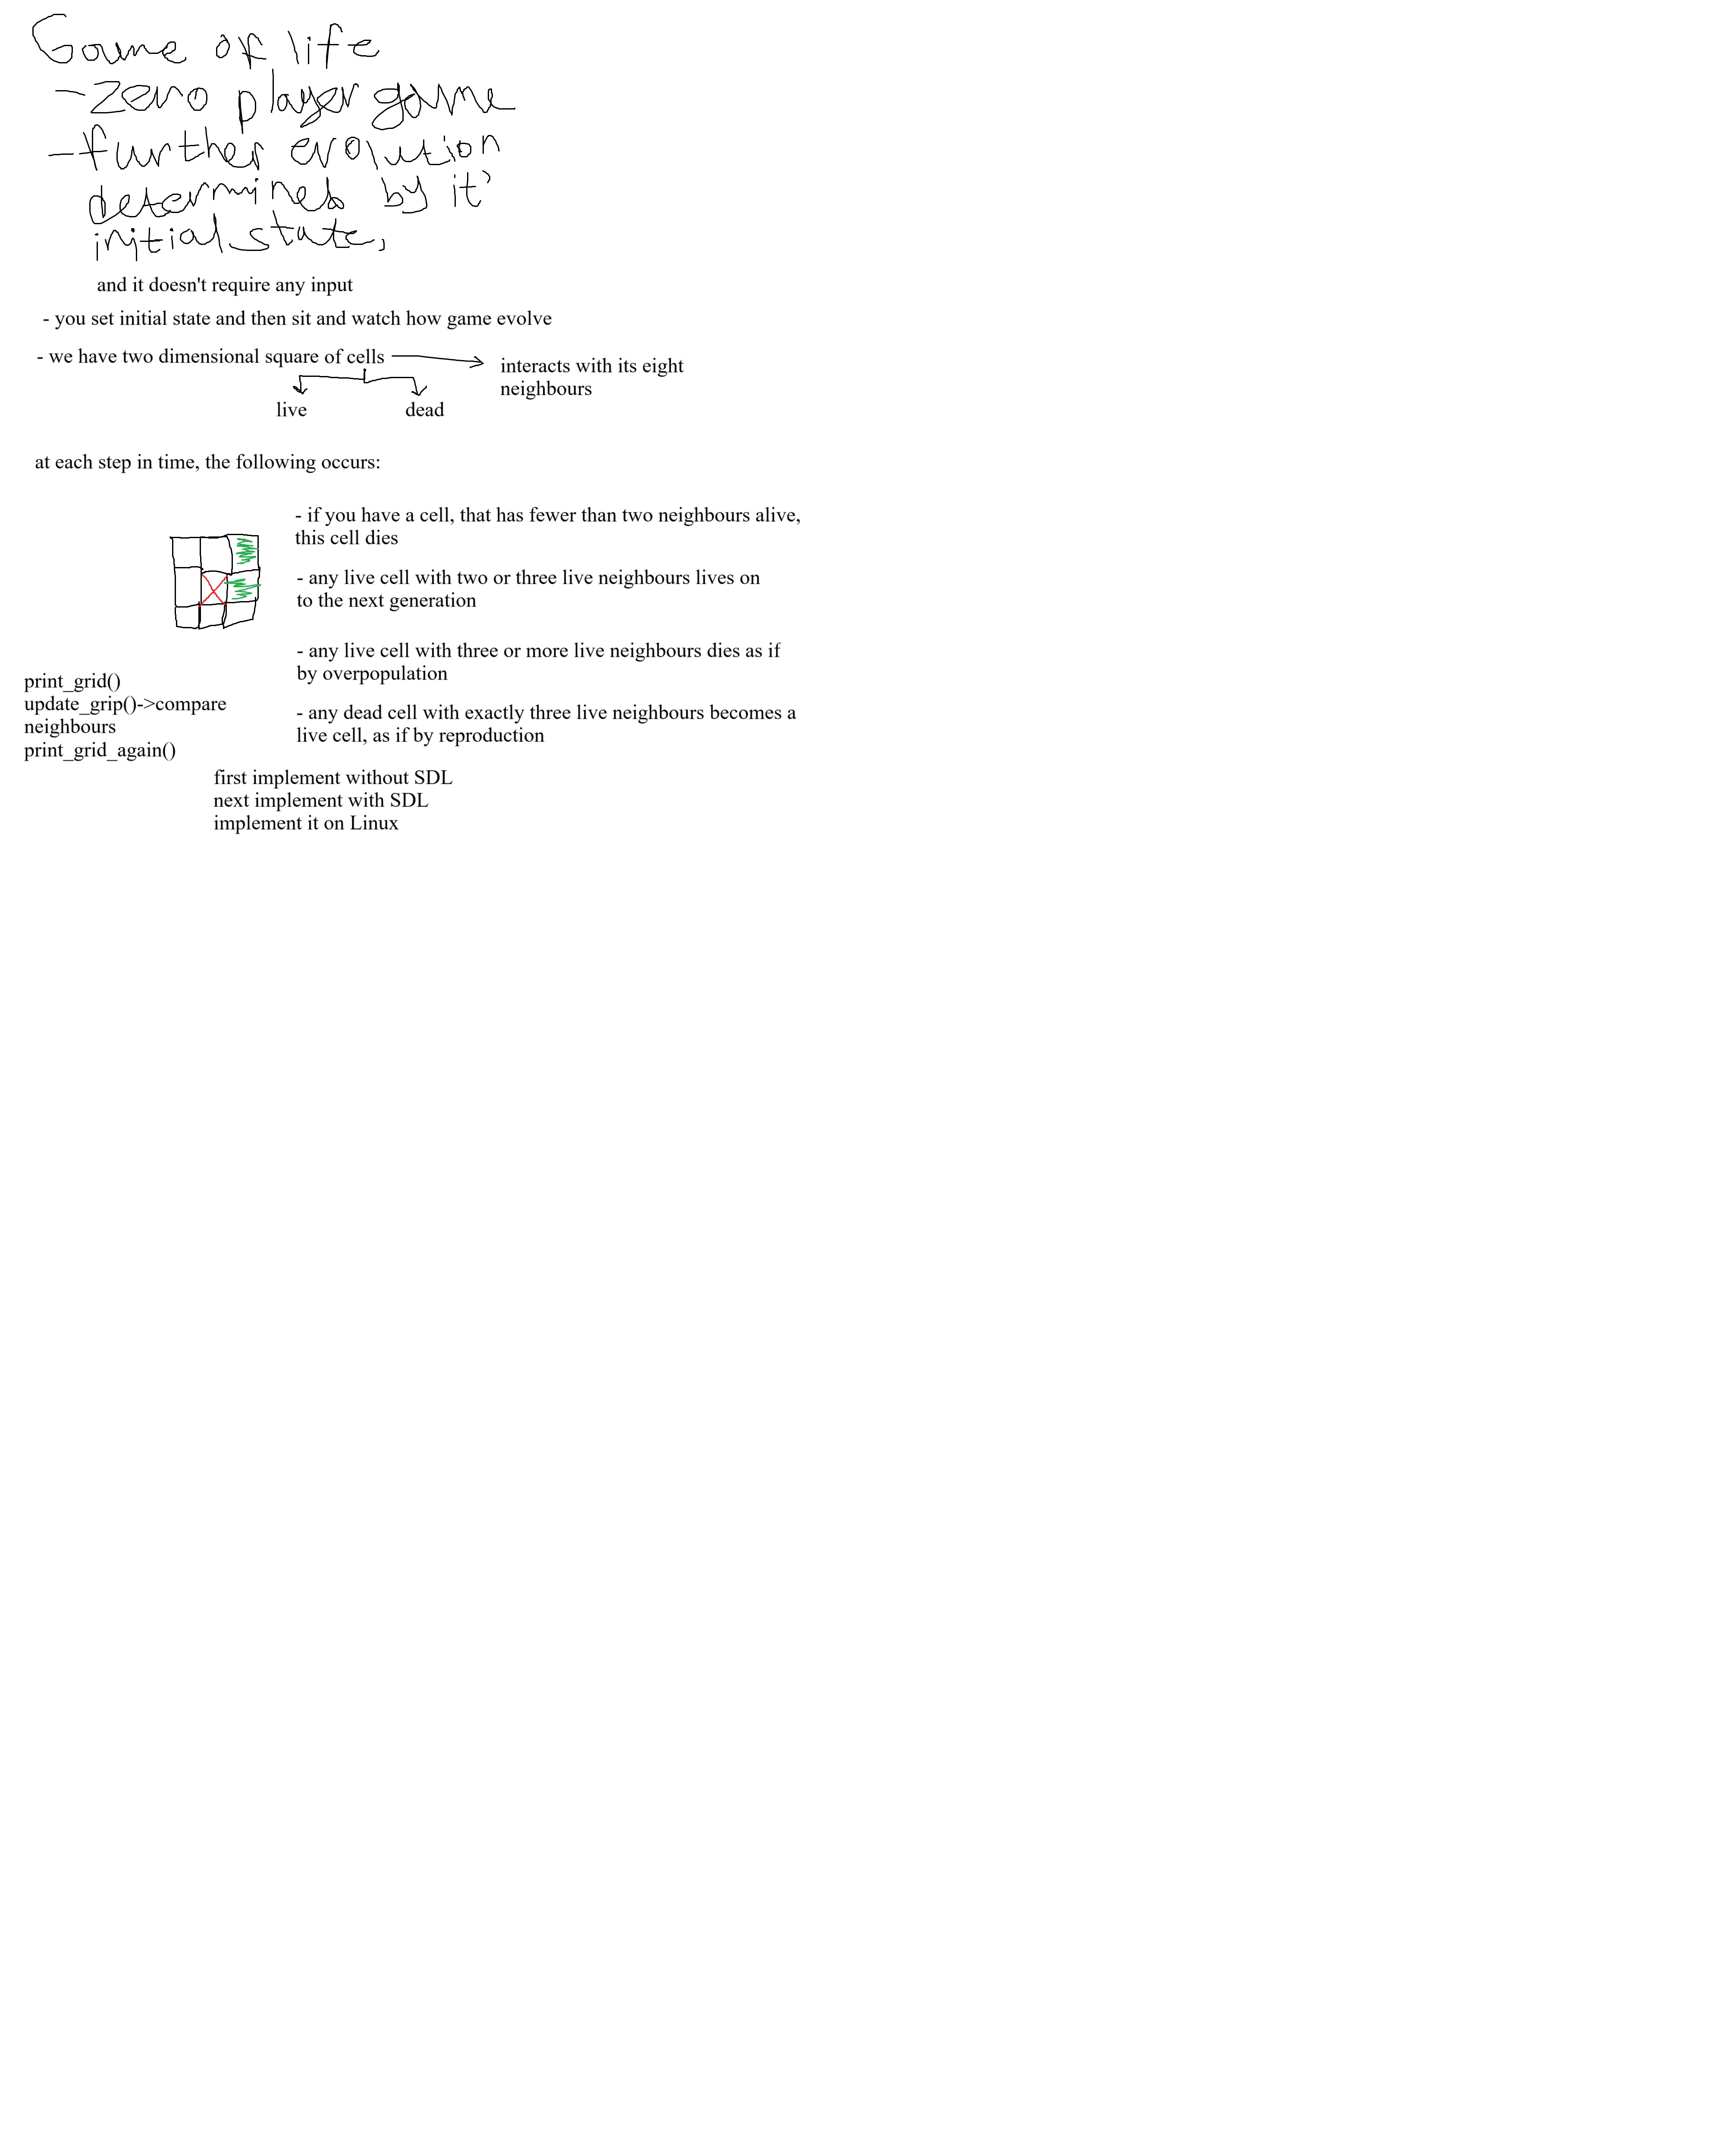 Game of life
- zero player game
- further evolution
determined by it'
initial state,
and it doesn't require any input
- you set initial state and then sit and watch how game evolve
- we have two dimensional square of cells
interacts with its eight
neighbours
live dead
at each step in time, the following occurs:
- if you have a cell, that has fewer than two neighbours alive,
this cell dies
- any live cell with two or three live neighbours lives on
to the next generation
- any live cell with three or more live neighbours dies as if
by overpopulation
- any dead cell with exactly three live neighbours becomes a
live cell, as if by reproduction
print_grid()
update_grip()->compare
neighbours
print_grid_again()
first implement without SDL
next implement with SDL
implement it on Linux